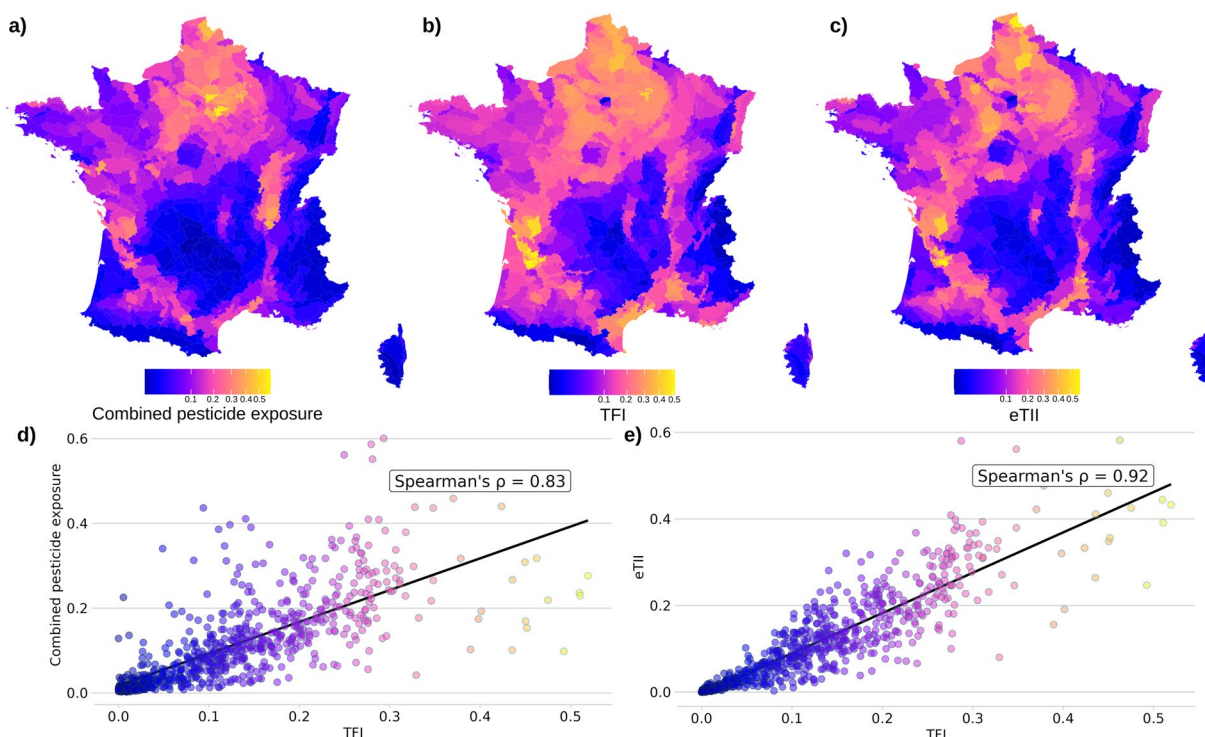 a)
b)
c)
0.1 0.2 0.3 0.4 0.5
Combined pesticide exposure
0.1 0.2 0.3 0.4 0.5
TFI
0.1 0.2 0.3 0.4 0.5
eTII
d)
Combined pesticide exposure
0.6
0.4
0.2
0.0
Spearman's ρ = 0.83
0.0 0.1 0.2 0.3 0.4 0.5
TFI
e)
eTII
0.6
0.4
0.2
0.0
Spearman's ρ = 0.92
0.0 0.1 0.2 0.3 0.4 0.5
TFI